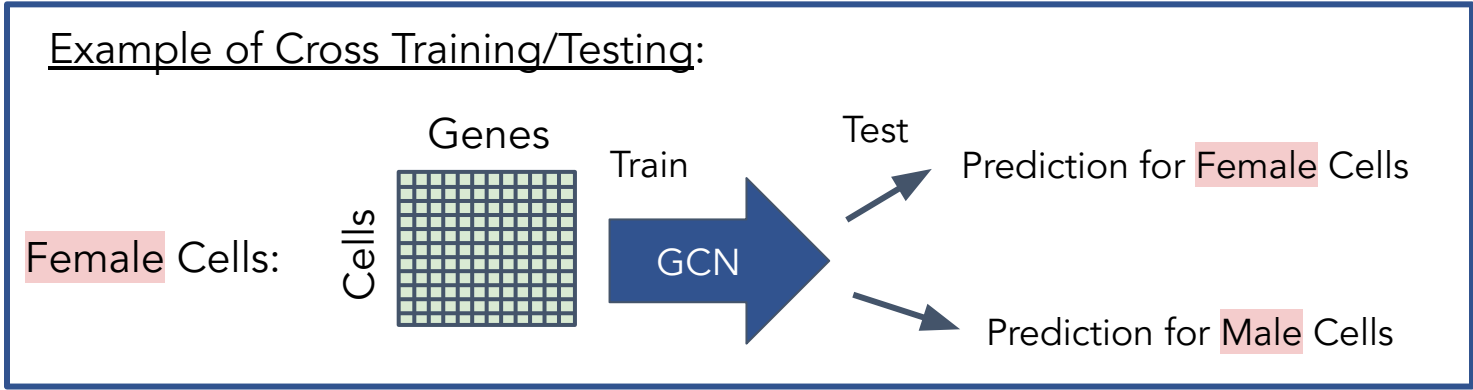 Example of Cross Training/Testing:
Genes
Cells
Female Cells:
Train
GCN
Test
Prediction for Female Cells
Prediction for Male Cells